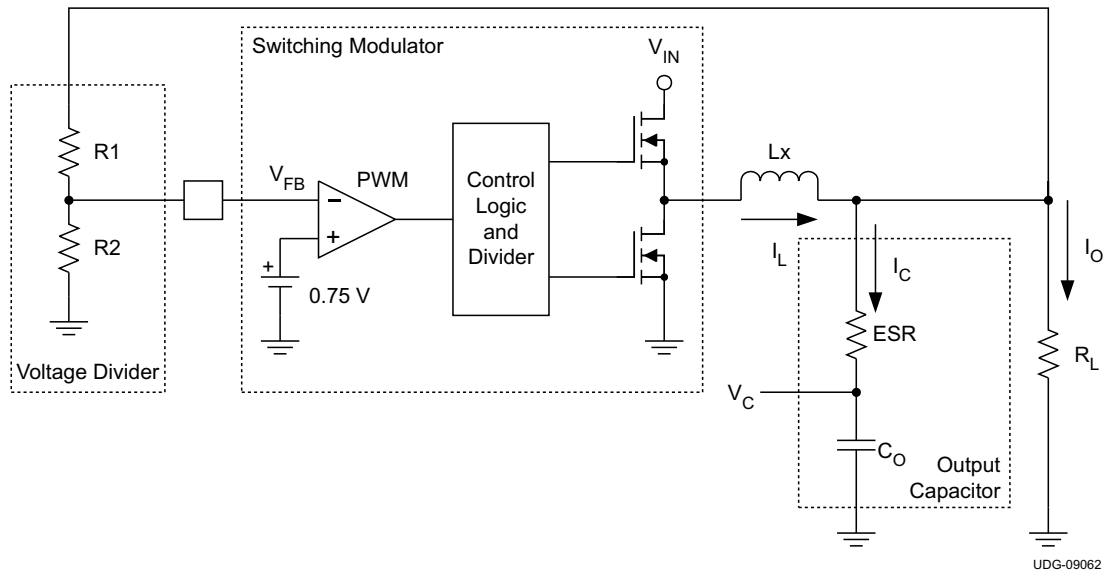 Switching Modulator
V_IN
R1
R2
V_FB
PWM
Control
Logic
and
Divider
Lx
−
+
+
0.75 V
I_L
I_C
I_O
ESR
R_L
V_C
C_O
Voltage Divider
Output
Capacitor
UDG-09062